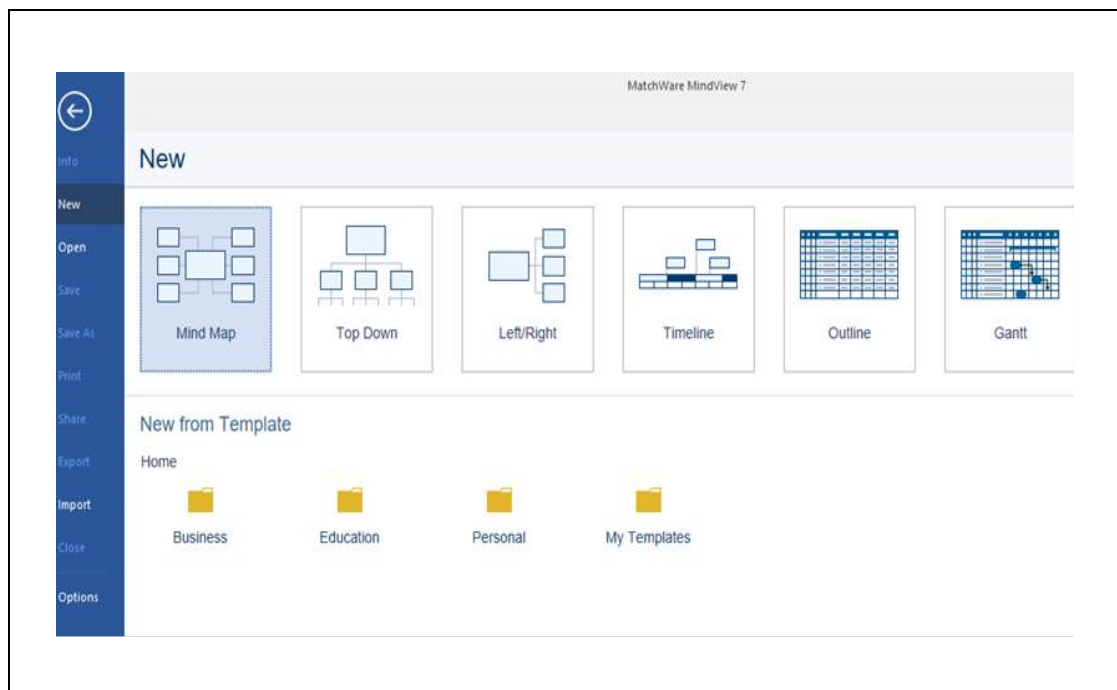 MatchWare MindView 7
Info
New
Open
Save
Save As
Print
Share
Export
Import
Close
Options
New
Mind Map
Top Down
Left/Right
Timeline
Outline
Gantt
New from Template
Home
Business
Education
Personal
My Templates